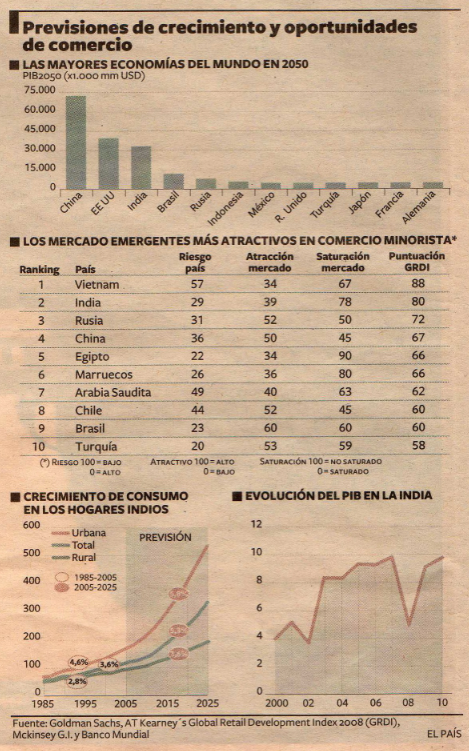 Previsiones de crecimiento y oportunidades
de comercio
LAS MAYORES ECONOMÍAS DEL MUNDO EN 2050
PIB2050 (x1.000 mm USD)
75.000
60.000
45.000
30.000
15.000
0
China
EE UU
India
Brasil
Rusia
Indonesia
México
R. Unido
Turquía
Japón
Francia
Alemania
LOS MERCADO EMERGENTES MÁS ATRACTIVOS EN COMERCIO MINORISTA*
Ranking País Riesgo país Atracción mercado Saturación mercado Puntuación GRDI
1 Vietnam 57 34 67 88
2 India 29 39 78 80
3 Rusia 31 52 50 72
4 China 36 50 45 67
5 Egipto 22 34 90 66
6 Marruecos 26 36 80 66
7 Arabia Saudita 49 40 63 62
8 Chile 44 52 45 60
9 Brasil 23 60 60 60
10 Turquía 20 53 59 58
(*) RIESGO 100 = BAJO ATRACTIVO 100 = ALTO SATURACIÓN 100 = NO SATURADO
0 = ALTO 0 = BAJO 0 = SATURADO
CRECIMIENTO DE CONSUMO
EN LOS HOGARES INDIOS
600
500
400
300
200
100
0
Urbana
Total
Rural
1985-2005
2005-2025
PREVISIÓN
4,6%
3,6%
2,8%
1985
1995
2005
2015
2025
EVOLUCIÓN DEL PIB EN LA INDIA
12
10
8
6
4
2
0
2000
02
04
06
08
10
Fuente: Goldman Sachs, AT Kearney´s Global Retail Development Index 2008 (GRDI),
Mckinsey G.I. y Banco Mundial
EL PAÍS